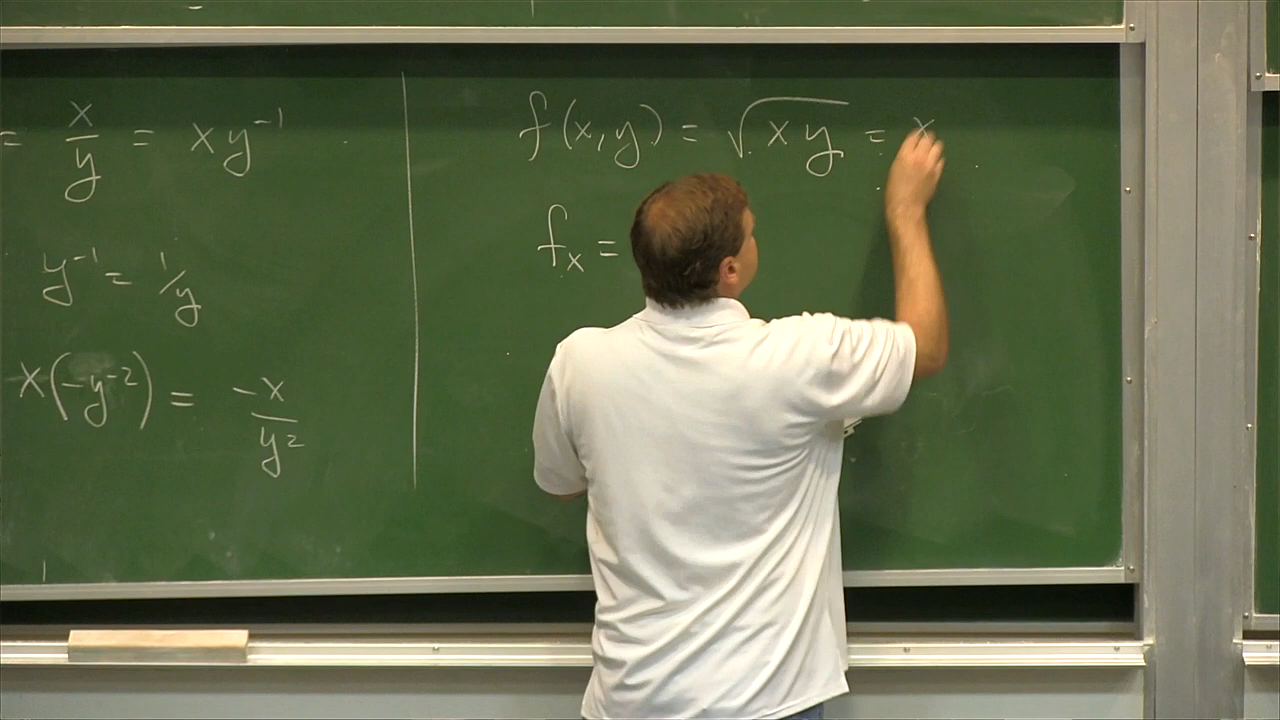 = x/y = xy⁻¹
y⁻¹ = 1/y
x(-y⁻²) = -x/y²
f(x,y) = √xy = x
fₓ =